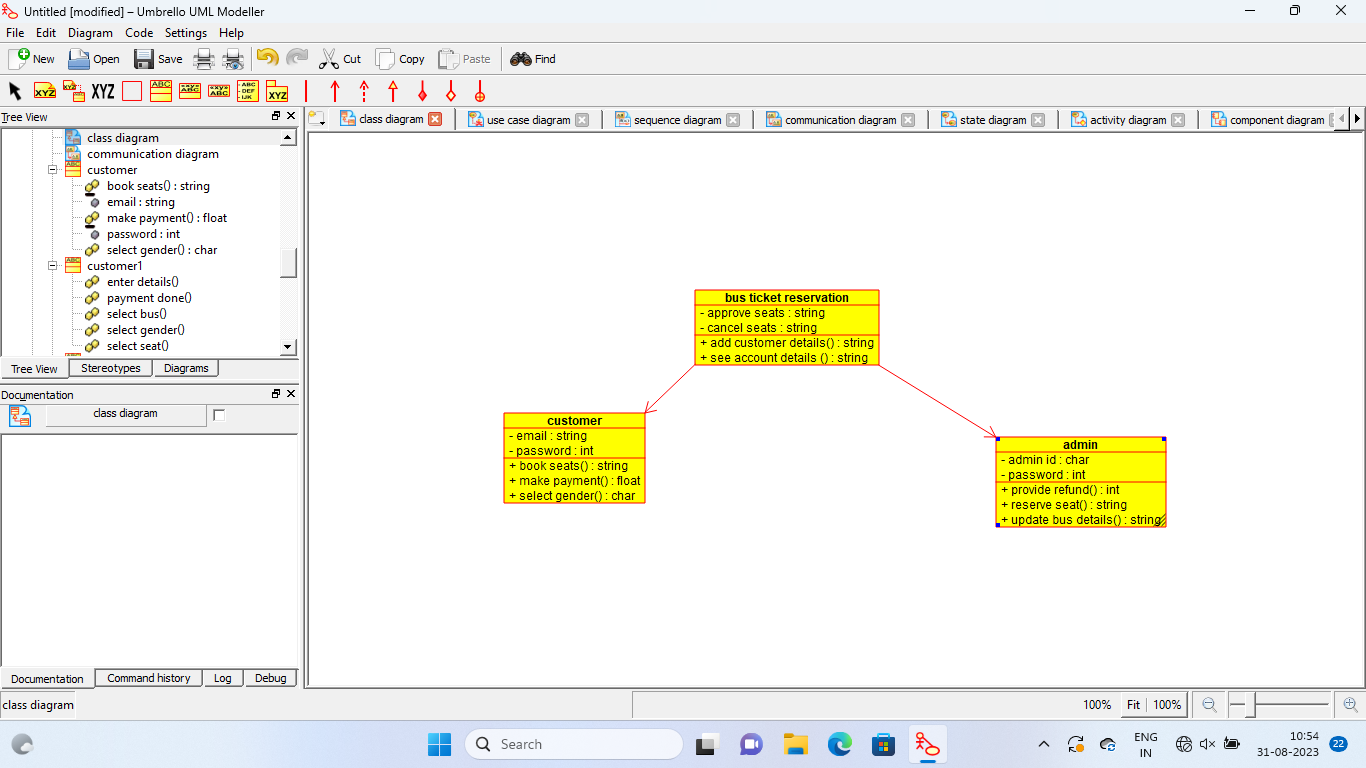 Untitled [modified] – Umbrello UML Modeller
File Edit Diagram Code Settings Help
New Open Save Cut Copy Paste Find
XYZ XYZ ABC ABC ABC XYZ
Tree View
class diagram use case diagram sequence diagram communication diagram state diagram activity diagram component diagram
class diagram
communication diagram
customer
book seats() : string
email : string
make payment() : float
password : int
select gender() : char
customer1
enter details()
payment done()
select bus()
select gender()
select seat()
Tree View Stereotypes Diagrams
Documentation
class diagram
bus ticket reservation
- approve seats : string
- cancel seats : string
+ add customer details() : string
+ see account details () : string
customer
- email : string
- password : int
+ book seats() : string
+ make payment() : float
+ select gender() : char
admin
- admin id : char
- password : int
+ provide refund() : int
+ reserve seat() : string
+ update bus details() : string
Documentation Command history Log Debug
class diagram
100% Fit 100%
Search
ENG
IN
10:54
31-08-2023
22